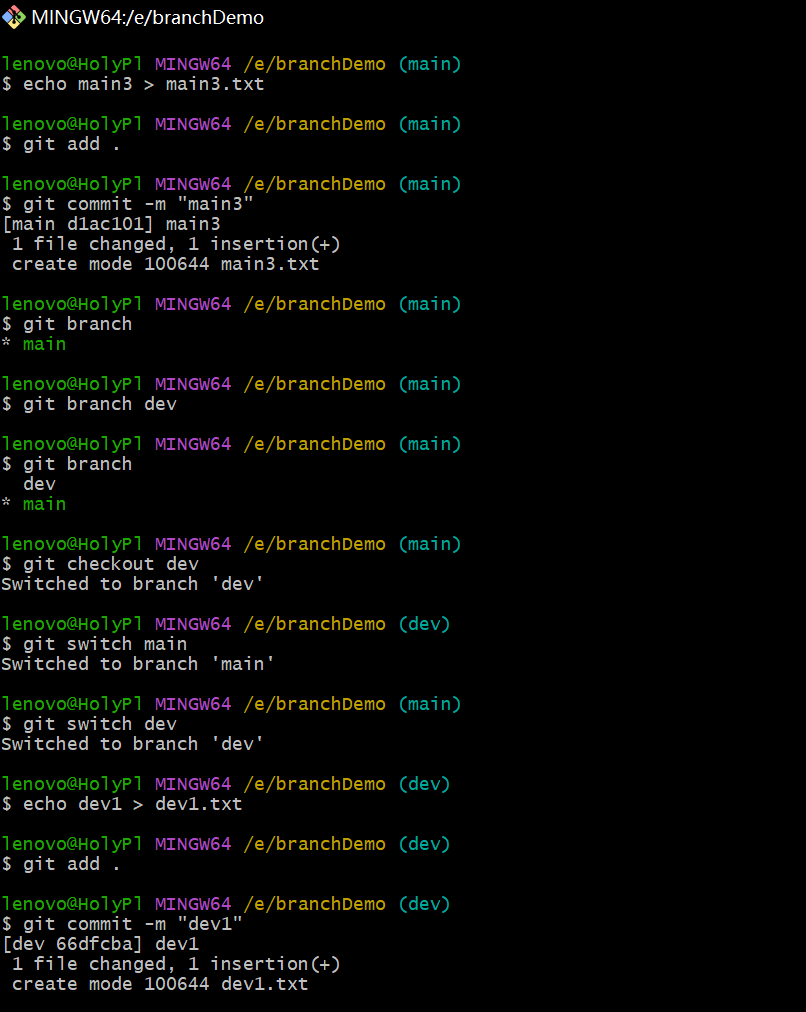 MINGW64:/e/branchDemo
lenovo@HolyPl MINGW64 /e/branchDemo (main)
$ echo main3 > main3.txt
lenovo@HolyPl MINGW64 /e/branchDemo (main)
$ git add .
lenovo@HolyPl MINGW64 /e/branchDemo (main)
$ git commit -m "main3"
[main d1ac101] main3
 1 file changed, 1 insertion(+)
 create mode 100644 main3.txt
lenovo@HolyPl MINGW64 /e/branchDemo (main)
$ git branch
* main
lenovo@HolyPl MINGW64 /e/branchDemo (main)
$ git branch dev
lenovo@HolyPl MINGW64 /e/branchDemo (main)
$ git branch
  dev
* main
lenovo@HolyPl MINGW64 /e/branchDemo (main)
$ git checkout dev
Switched to branch 'dev'
lenovo@HolyPl MINGW64 /e/branchDemo (dev)
$ git switch main
Switched to branch 'main'
lenovo@HolyPl MINGW64 /e/branchDemo (main)
$ git switch dev
Switched to branch 'dev'
lenovo@HolyPl MINGW64 /e/branchDemo (dev)
$ echo dev1 > dev1.txt
lenovo@HolyPl MINGW64 /e/branchDemo (dev)
$ git add .
lenovo@HolyPl MINGW64 /e/branchDemo (dev)
$ git commit -m "dev1"
[dev 66dfcba] dev1
 1 file changed, 1 insertion(+)
 create mode 100644 dev1.txt